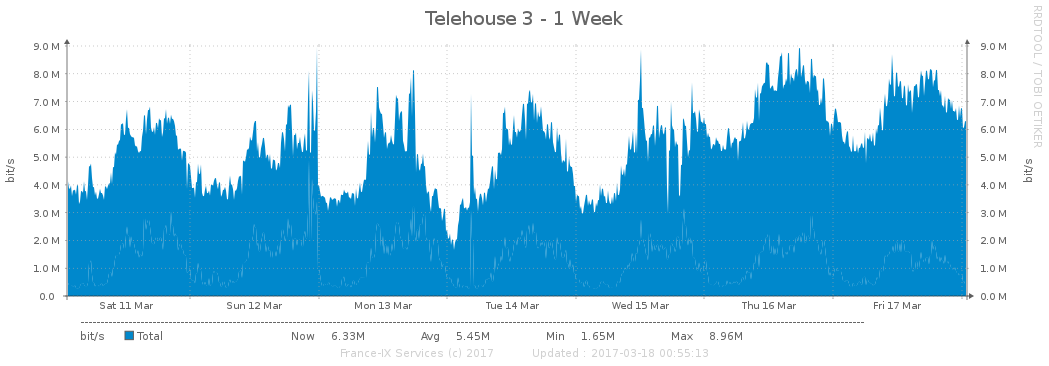 Telehouse 3 - 1 Week
RRDTOOL / TOBI OETIKER
bit/s
bit/s
9.0 M 9.0 M
8.0 M 8.0 M
7.0 M 7.0 M
6.0 M 6.0 M
5.0 M 5.0 M
4.0 M 4.0 M
3.0 M 3.0 M
2.0 M 2.0 M
1.0 M 1.0 M
0.0 0.0 M
Sat 11 Mar Sun 12 Mar Mon 13 Mar Tue 14 Mar Wed 15 Mar Thu 16 Mar Fri 17 Mar
bit/s Total Now 6.33M Avg 5.45M Min 1.65M Max 8.96M
France-IX Services (c) 2017 Updated : 2017-03-18 00:55:13